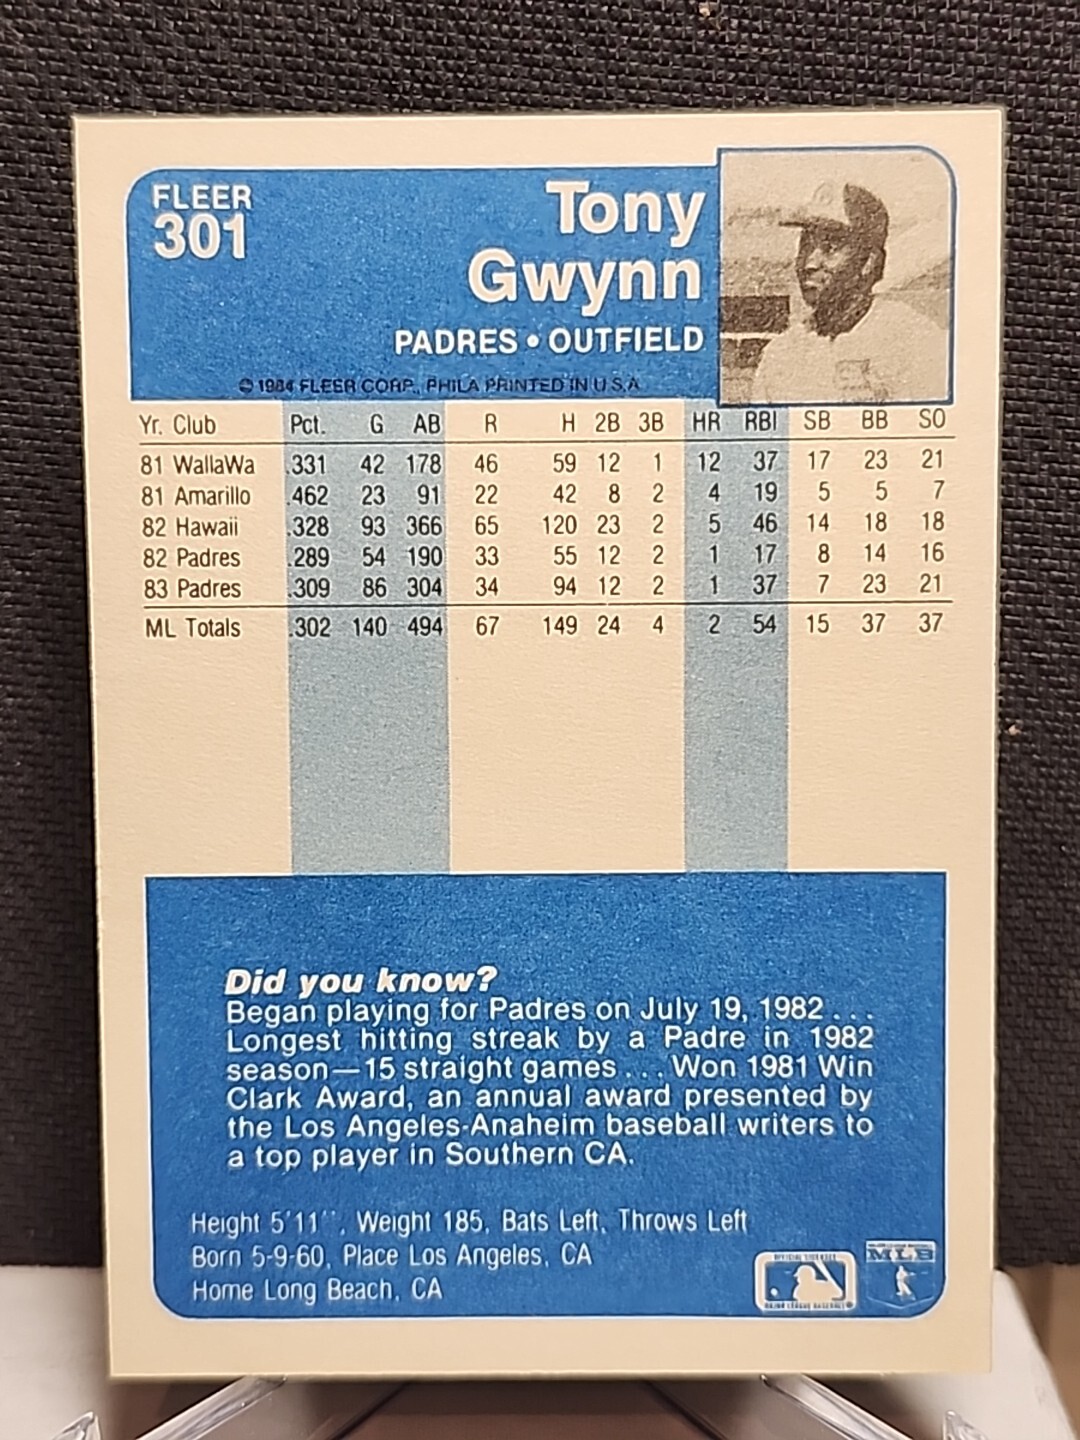 FLEER
301
Tony
Gwynn
PADRES • OUTFIELD
© 1984 FLEER CORP., PHILA PRINTED IN U.S.A
Yr. Club Pct. G AB R H 2B 3B HR RBI SB BB SO
81 WallaWa .331 42 178 46 59 12 1 12 37 17 23 21
81 Amarillo .462 23 91 22 42 8 2 4 19 5 5 7
82 Hawaii .328 93 366 65 120 23 2 5 46 14 18 18
82 Padres .289 54 190 33 55 12 2 1 17 8 14 16
83 Padres .309 86 304 34 94 12 2 1 37 7 23 21
ML Totals .302 140 494 67 149 24 4 2 54 15 37 37
Did you know?
Began playing for Padres on July 19, 1982 . . .
Longest hitting streak by a Padre in 1982
season—15 straight games . . . Won 1981 Win
Clark Award, an annual award presented by
the Los Angeles-Anaheim baseball writers to
a top player in Southern CA.
Height 5'11'', Weight 185, Bats Left, Throws Left
Born 5-9-60, Place Los Angeles, CA
Home Long Beach, CA
MAJOR LEAGUE BASEBALL
MLB